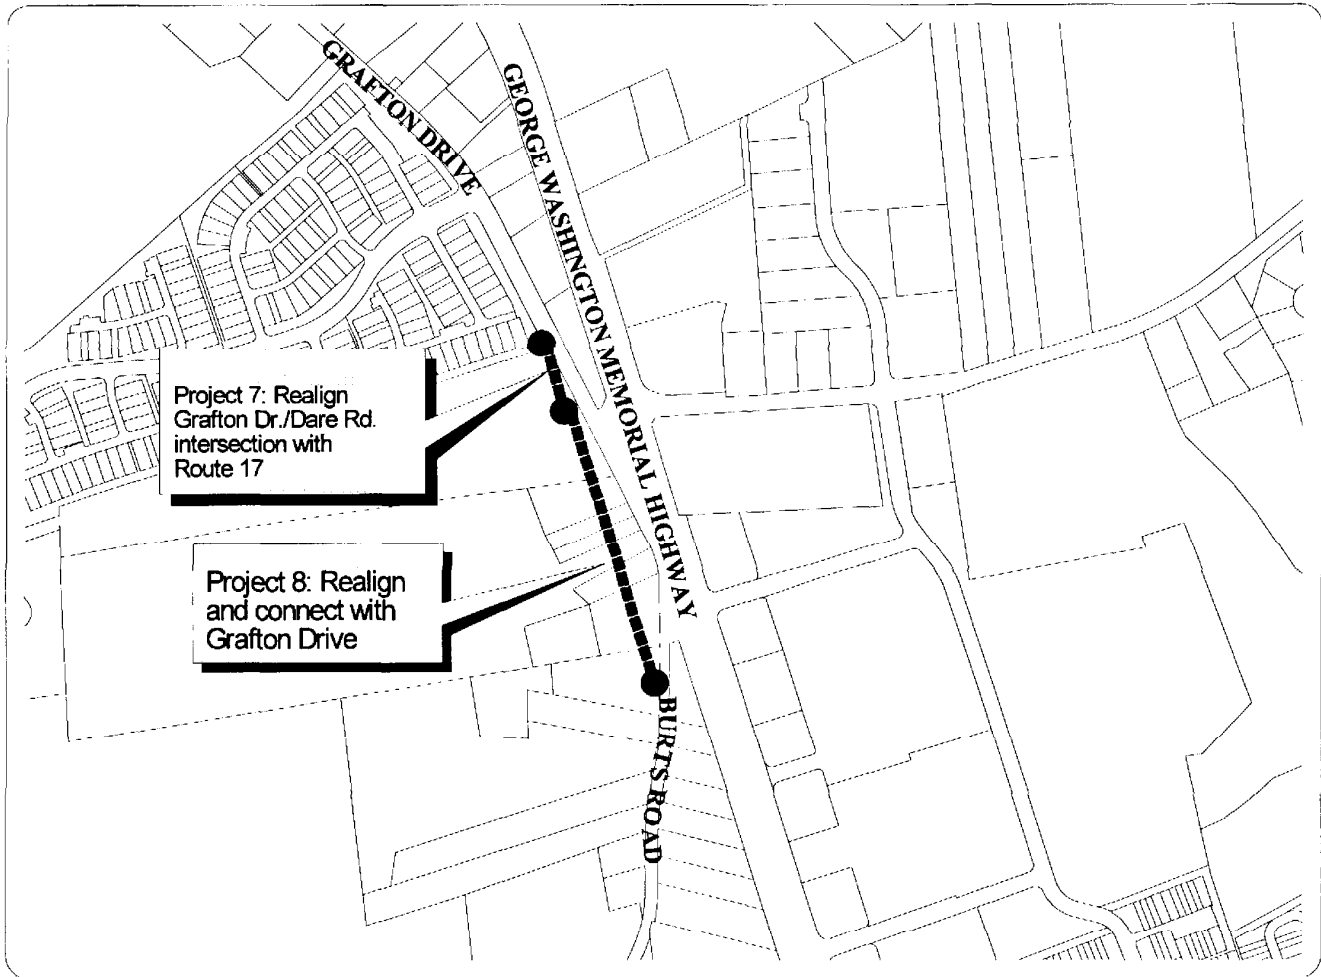 GRAFTON DRIVE
GEORGE WASHINGTON MEMORIAL HIGHWAY
Project 7: Realign
Grafton Dr./Dare Rd.
intersection with
Route 17
Project 8: Realign
and connect with
Grafton Drive
BURTS ROAD